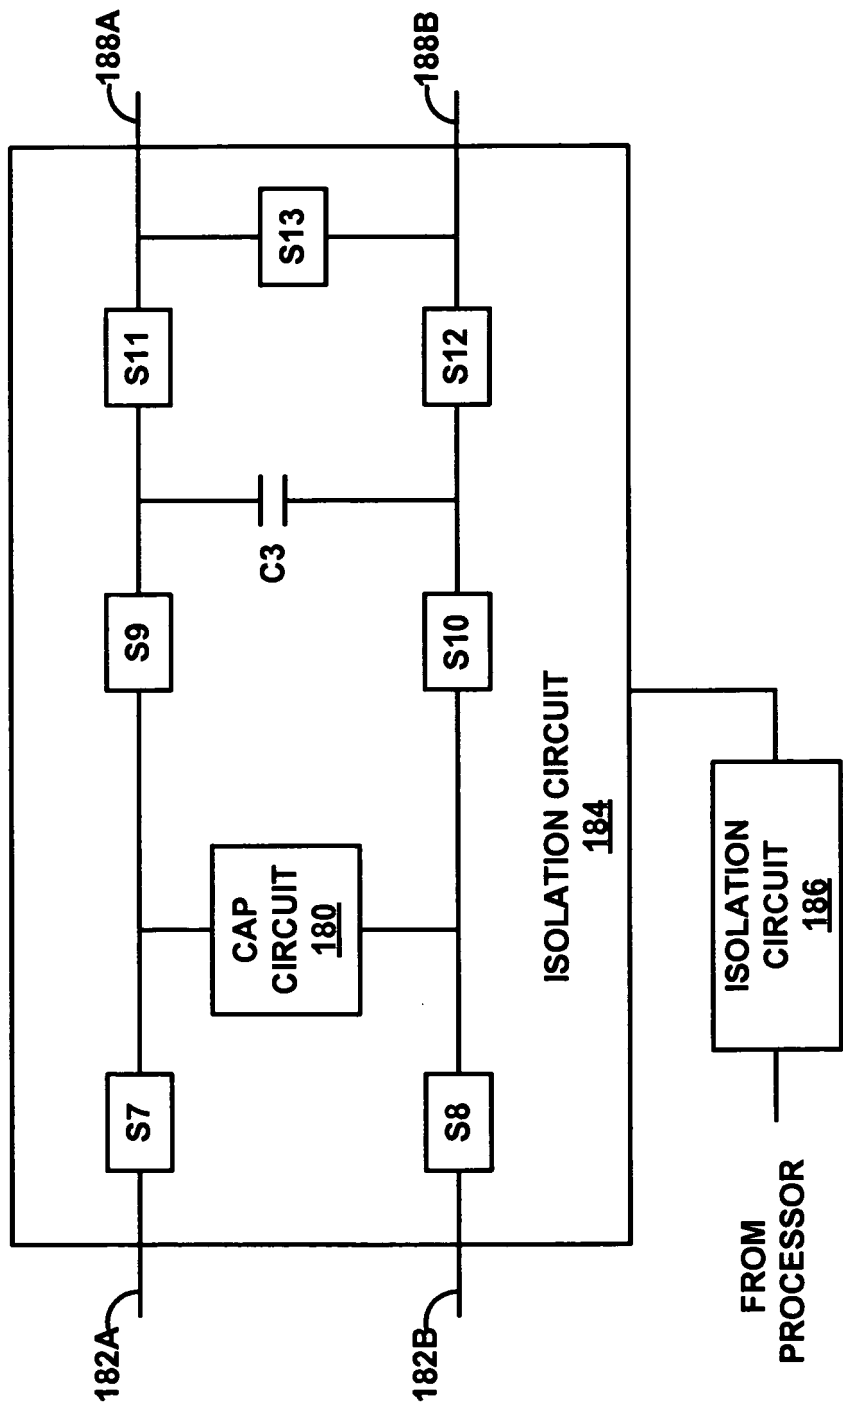 182A
188A
S7
S9
S11
CAP
CIRCUIT
180
C3
S13
S8
S10
S12
182B
188B
ISOLATION CIRCUIT
184
FROM
PROCESSOR
ISOLATION
CIRCUIT
186